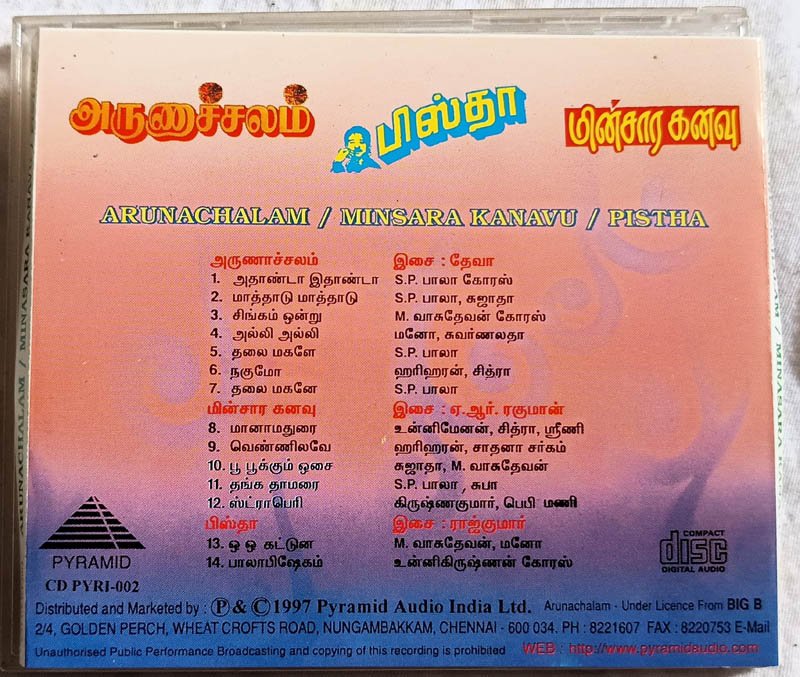 அருணாச்சலம்
பிஸ்தா
மின்சார கனவு
ARUNACHALAM / MINSARA KANAVU / PISTHA
அருணாச்சலம் இசை : தேவா
1. அதாண்டா இதாண்டா S.P. பாலா கோரஸ்
2. மாத்தாடு மாத்தாடு S.P. பாலா, சுஜாதா
3. சிங்கம் ஒன்று M. வாசுதேவன் கோரஸ்
4. அல்லி அல்லி மனோ, சுவர்ணலதா
5. தலை மகளே S.P. பாலா
6. நகுமோ ஹரிஹரன், சித்ரா
7. தலை மகனே S.P. பாலா
மின்சார கனவு இசை : ஏ.ஆர். ரகுமான்
8. மானாமதுரை உன்னிமேனன், சித்ரா, ஸ்ரீனி
9. வெண்ணிலவே ஹரிஹரன், சாதனா சர்கம்
10. பூ பூக்கும் ஒசை சுஜாதா, M. வாசுதேவன்
11. தங்க தாமரை S.P. பாலா, சுபா
12. ஸ்ட்ராபெரி கிருஷ்ணகுமார், பெபி மணி
பிஸ்தா இசை : ராஜ்குமார்
13. ஒ ஒ கட்டுன M. வாசுதேவன், மனோ
14. பாலாபிஷேகம் உன்னிகிருஷ்ணன் கோரஸ்
PYRAMID
CD PYRI-002
COMPACT
disc
DIGITAL AUDIO
Distributed and Marketed by : Ⓟ & © 1997 Pyramid Audio India Ltd. Arunachalam - Under Licence From BIG B
2/4, GOLDEN PERCH, WHEAT CROFTS ROAD, NUNGAMBAKKAM, CHENNAI - 600 034. PH : 8221607 FAX : 8220753 E-Mail
Unauthorised Public Performance Broadcasting and copying of this recording is prohibited WEB : http://www.pyramidaudio.com
ARUNACHALAM / MINASARA KANAVU /